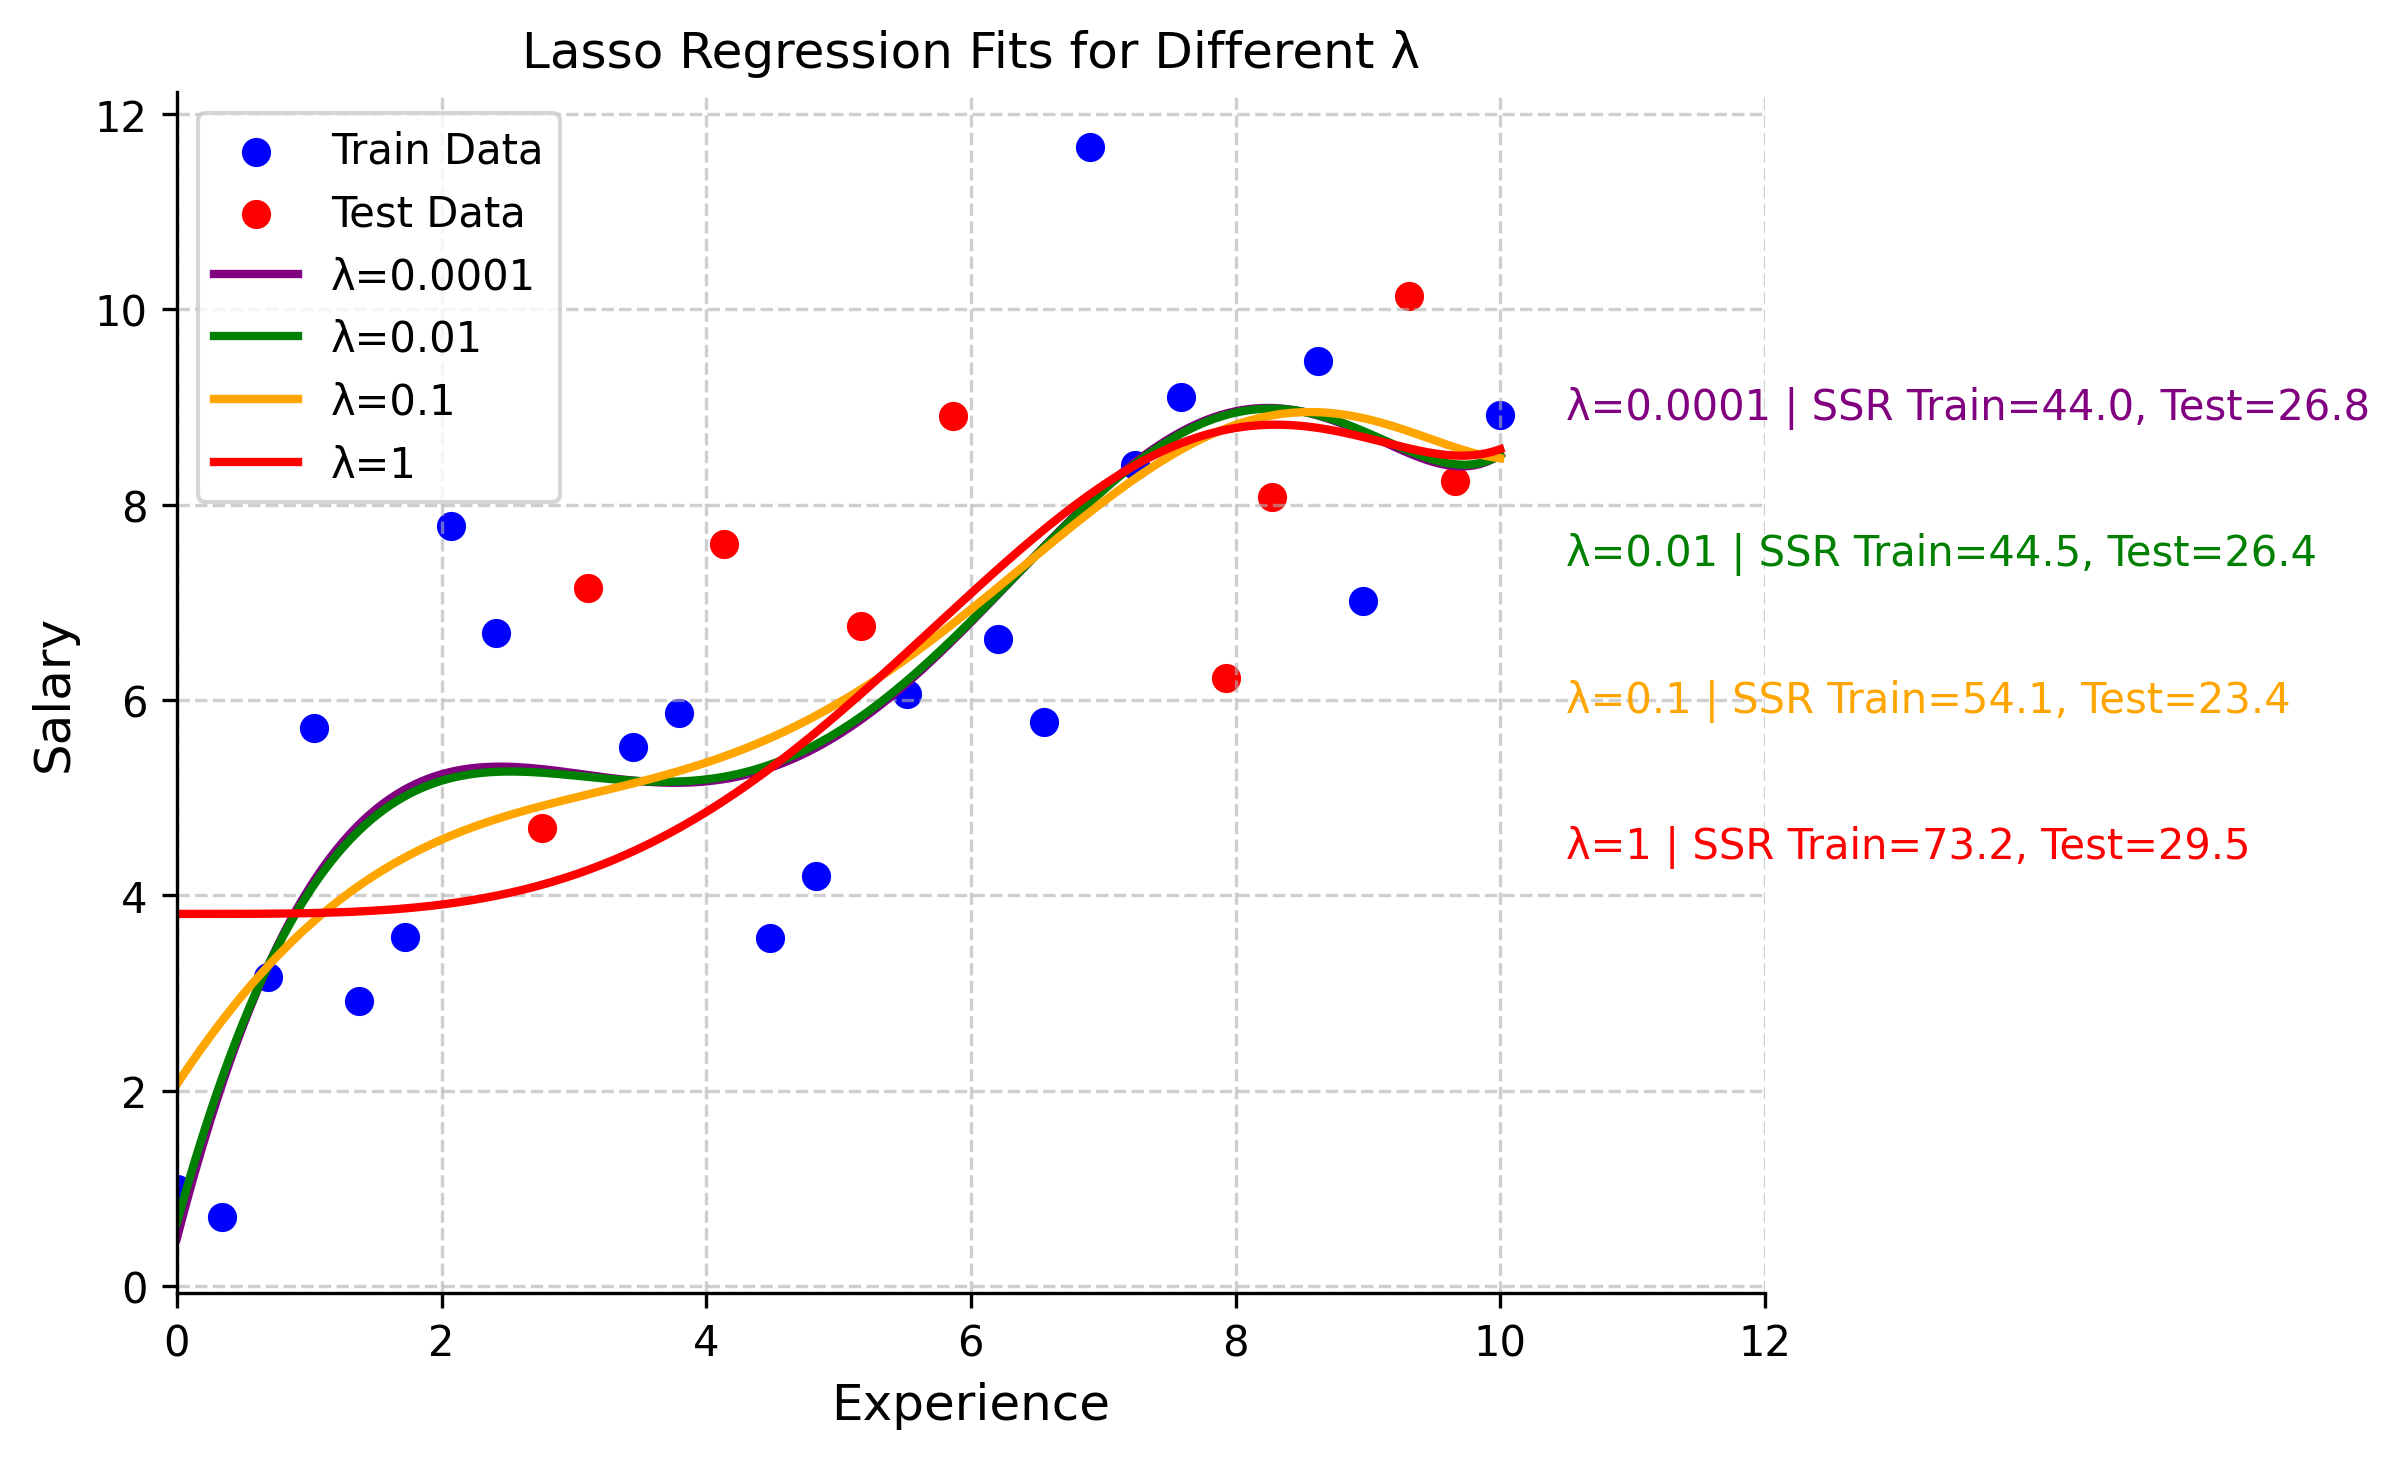 Lasso Regression Fits for Different λ
12
10
8
6
4
2
0
Salary
Train Data
Test Data
λ=0.0001
λ=0.01
λ=0.1
λ=1
λ=0.0001 | SSR Train=44.0, Test=26.8
λ=0.01 | SSR Train=44.5, Test=26.4
λ=0.1 | SSR Train=54.1, Test=23.4
λ=1 | SSR Train=73.2, Test=29.5
0 2 4 6 8 10 12
Experience